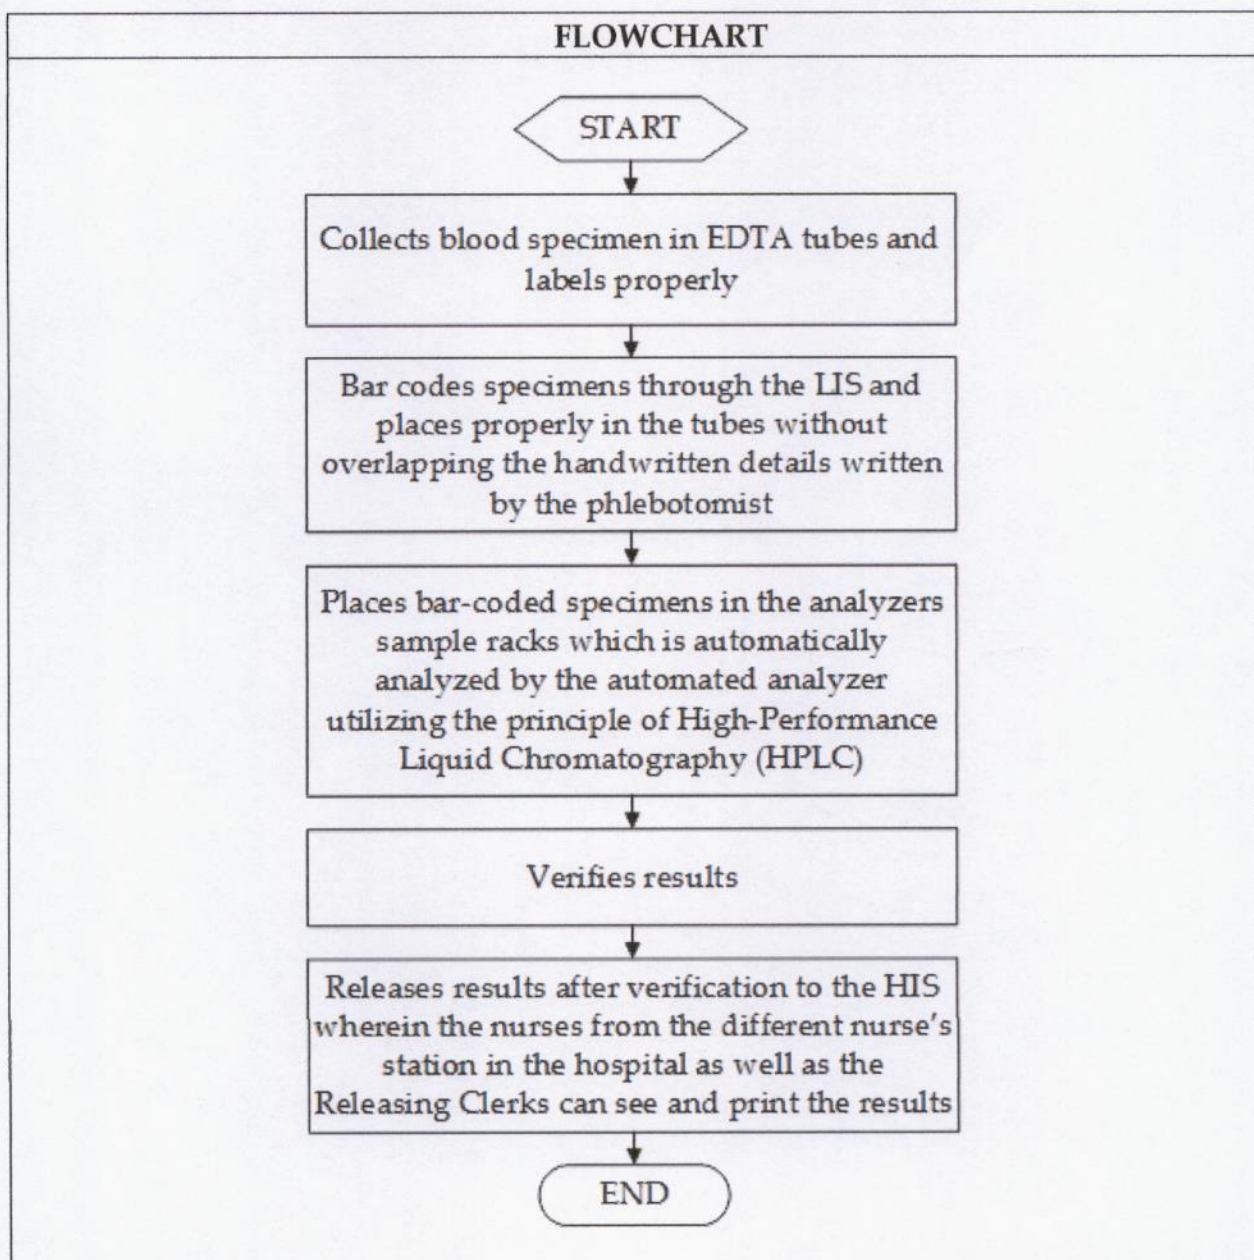 FLOWCHART
START
Collects blood specimen in EDTA tubes and
labels properly
Bar codes specimens through the LIS and
places properly in the tubes without
overlapping the handwritten details written
by the phlebotomist
Places bar-coded specimens in the analyzers
sample racks which is automatically
analyzed by the automated analyzer
utilizing the principle of High-Performance
Liquid Chromatography (HPLC)
Verifies results
Releases results after verification to the HIS
wherein the nurses from the different nurse's
station in the hospital as well as the
Releasing Clerks can see and print the results
END